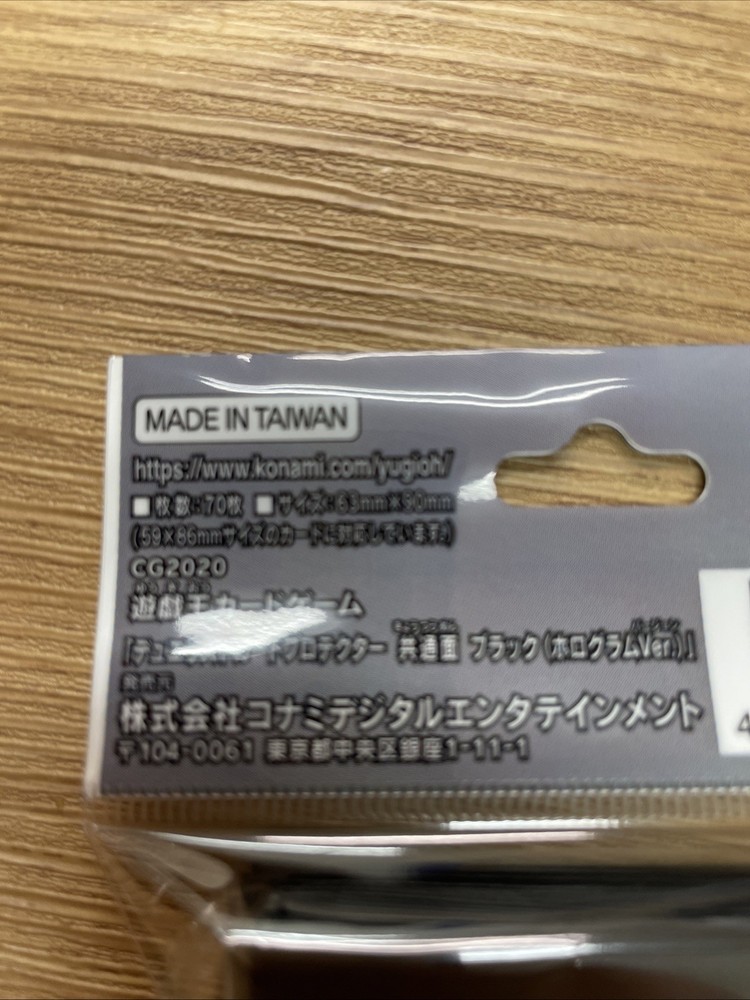 MADE IN TAIWAN
https://www.konami.com/yugioh/
■枚数:70枚 ■サイズ:63mm×90mm
(59×86mmサイズのカードに対応しています。)
CG2020
遊戯王カードゲーム
プロテクター 共通面 ブラック(ホログラムVer.)」
発売元
株式会社コナミデジタルエンタテインメント
〒104-0061 東京都中央区銀座1-11-1
4